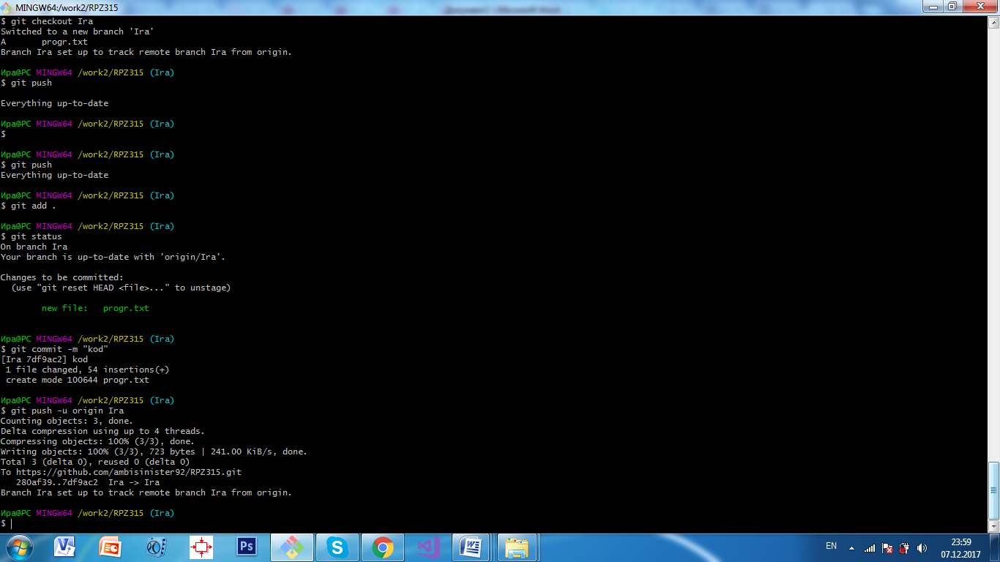 MINGW64:/work2/RPZ315
$ git checkout Ira
Switched to a new branch 'Ira'
A       progr.txt
Branch Ira set up to track remote branch Ira from origin.
Ира@PC MINGW64 /work2/RPZ315 (Ira)
$ git push
Everything up-to-date
Ира@PC MINGW64 /work2/RPZ315 (Ira)
$
Ира@PC MINGW64 /work2/RPZ315 (Ira)
$ git push
Everything up-to-date
Ира@PC MINGW64 /work2/RPZ315 (Ira)
$ git add .
Ира@PC MINGW64 /work2/RPZ315 (Ira)
$ git status
On branch Ira
Your branch is up-to-date with 'origin/Ira'.
Changes to be committed:
  (use "git reset HEAD <file>..." to unstage)
        new file:   progr.txt
Ира@PC MINGW64 /work2/RPZ315 (Ira)
$ git commit -m "kod"
[Ira 7df9ac2] kod
 1 file changed, 54 insertions(+)
 create mode 100644 progr.txt
Ира@PC MINGW64 /work2/RPZ315 (Ira)
$ git push -u origin Ira
Counting objects: 3, done.
Delta compression using up to 4 threads.
Compressing objects: 100% (3/3), done.
Writing objects: 100% (3/3), 723 bytes | 241.00 KiB/s, done.
Total 3 (delta 0), reused 0 (delta 0)
To https://github.com/ambisinister92/RPZ315.git
   280af39..7df9ac2  Ira -> Ira
Branch Ira set up to track remote branch Ira from origin.
Ира@PC MINGW64 /work2/RPZ315 (Ira)
$
Ps
EN
23:59
07.12.2017